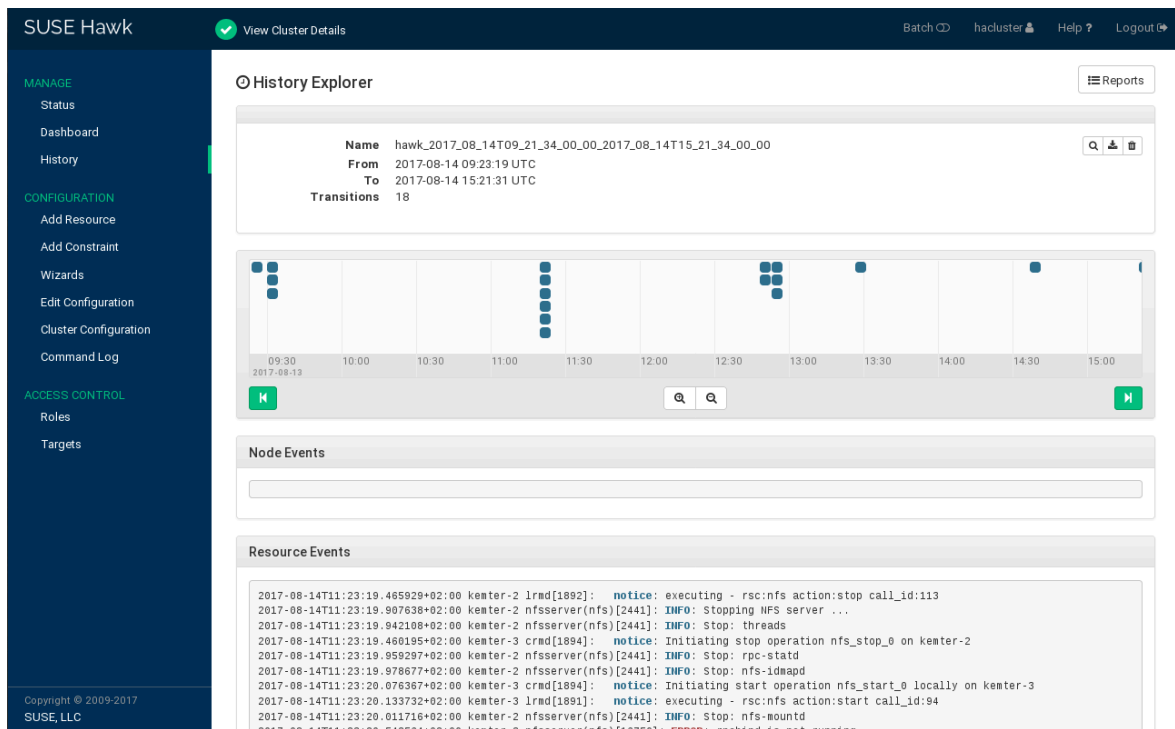 SUSE Hawk
View Cluster Details
Batch
hacluster
Help ?
Logout
MANAGE
Status
Dashboard
History
CONFIGURATION
Add Resource
Add Constraint
Wizards
Edit Configuration
Cluster Configuration
Command Log
ACCESS CONTROL
Roles
Targets
Copyright © 2009-2017
SUSE, LLC
History Explorer
Reports
Name hawk_2017_08_14T09_21_34_00_00_2017_08_14T15_21_34_00_00
From 2017-08-14 09:23:19 UTC
To 2017-08-14 15:21:31 UTC
Transitions 18
09:30 10:00 10:30 11:00 11:30 12:00 12:30 13:00 13:30 14:00 14:30 15:00
2017-08-13
Node Events
Resource Events
2017-08-14T11:23:19.465929+02:00 kemter-2 lrmd[1892]: notice: executing - rsc:nfs action:stop call_id:113
2017-08-14T11:23:19.907638+02:00 kemter-2 nfsserver(nfs)[2441]: INFO: Stopping NFS server ...
2017-08-14T11:23:19.942108+02:00 kemter-2 nfsserver(nfs)[2441]: INFO: Stop: threads
2017-08-14T11:23:19.460195+02:00 kemter-3 crmd[1894]: notice: Initiating stop operation nfs_stop_0 on kemter-2
2017-08-14T11:23:19.959297+02:00 kemter-2 nfsserver(nfs)[2441]: INFO: Stop: rpc-statd
2017-08-14T11:23:19.978677+02:00 kemter-2 nfsserver(nfs)[2441]: INFO: Stop: nfs-idmapd
2017-08-14T11:23:20.076367+02:00 kemter-3 crmd[1894]: notice: Initiating start operation nfs_start_0 locally on kemter-3
2017-08-14T11:23:20.133732+02:00 kemter-3 lrmd[1891]: notice: executing - rsc:nfs action:start call_id:94
2017-08-14T11:23:20.011716+02:00 kemter-2 nfsserver(nfs)[2441]: INFO: Stop: nfs-mountd